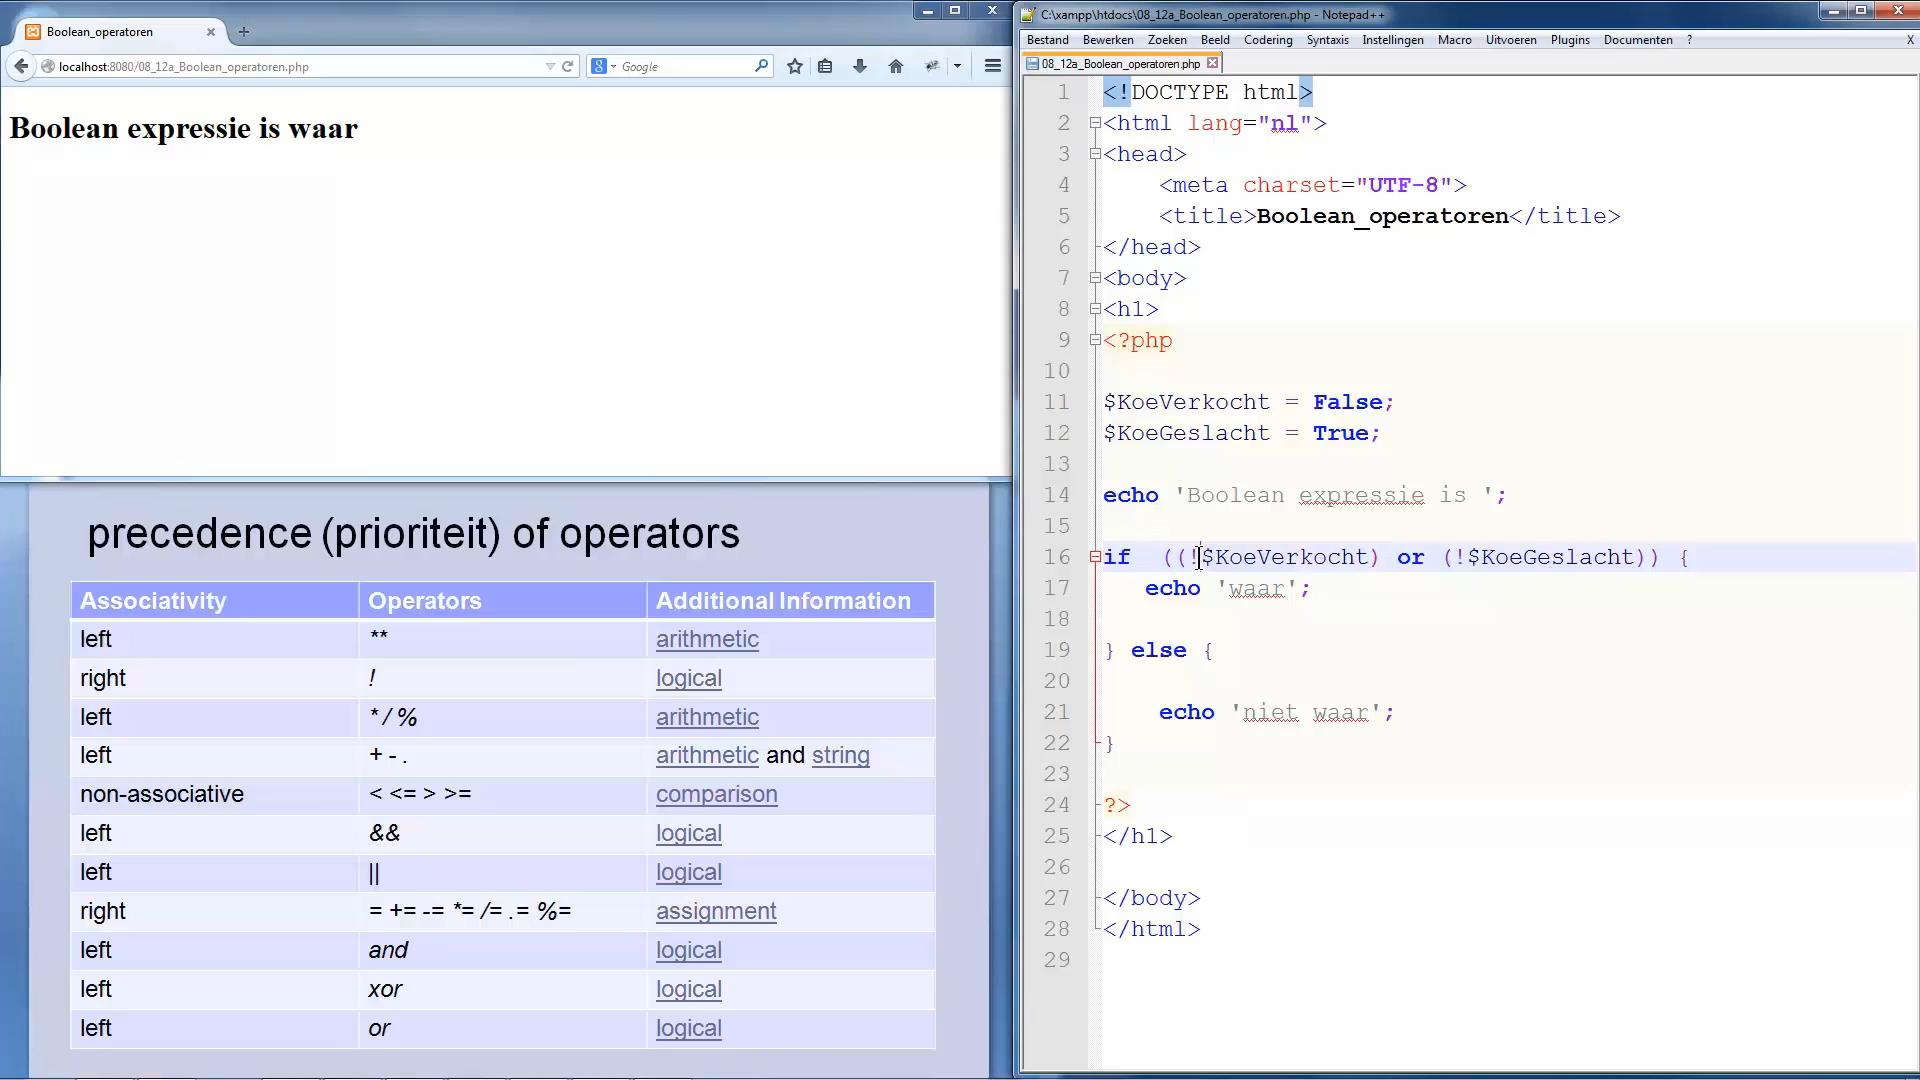 Boolean_operatoren
localhost:8080/08_12a_Boolean_operatoren.php
Google
Boolean expressie is waar
precedence (prioriteit) of operators
Associativity Operators Additional Information
left ** arithmetic
right ! logical
left * / % arithmetic
left + - . arithmetic and string
non-associative < <= > >= comparison
left && logical
left || logical
right = += -= *= /= .= %= assignment
left and logical
left xor logical
left or logical
C:\xampp\htdocs\08_12a_Boolean_operatoren.php - Notepad++
Bestand Bewerken Zoeken Beeld Codering Syntaxis Instellingen Macro Uitvoeren Plugins Documenten ? X
08_12a_Boolean_operatoren.php
1 <!DOCTYPE html>
2 <html lang="nl">
3 <head>
4 <meta charset="UTF-8">
5 <title>Boolean_operatoren</title>
6 </head>
7 <body>
8 <h1>
9 <?php
10
11 $KoeVerkocht = False;
12 $KoeGeslacht = True;
13
14 echo 'Boolean expressie is ';
15
16 if ((!$KoeVerkocht) or (!$KoeGeslacht)) {
17 echo 'waar';
18
19 } else {
20
21 echo 'niet waar';
22 }
23
24 ?>
25 </h1>
26
27 </body>
28 </html>
29